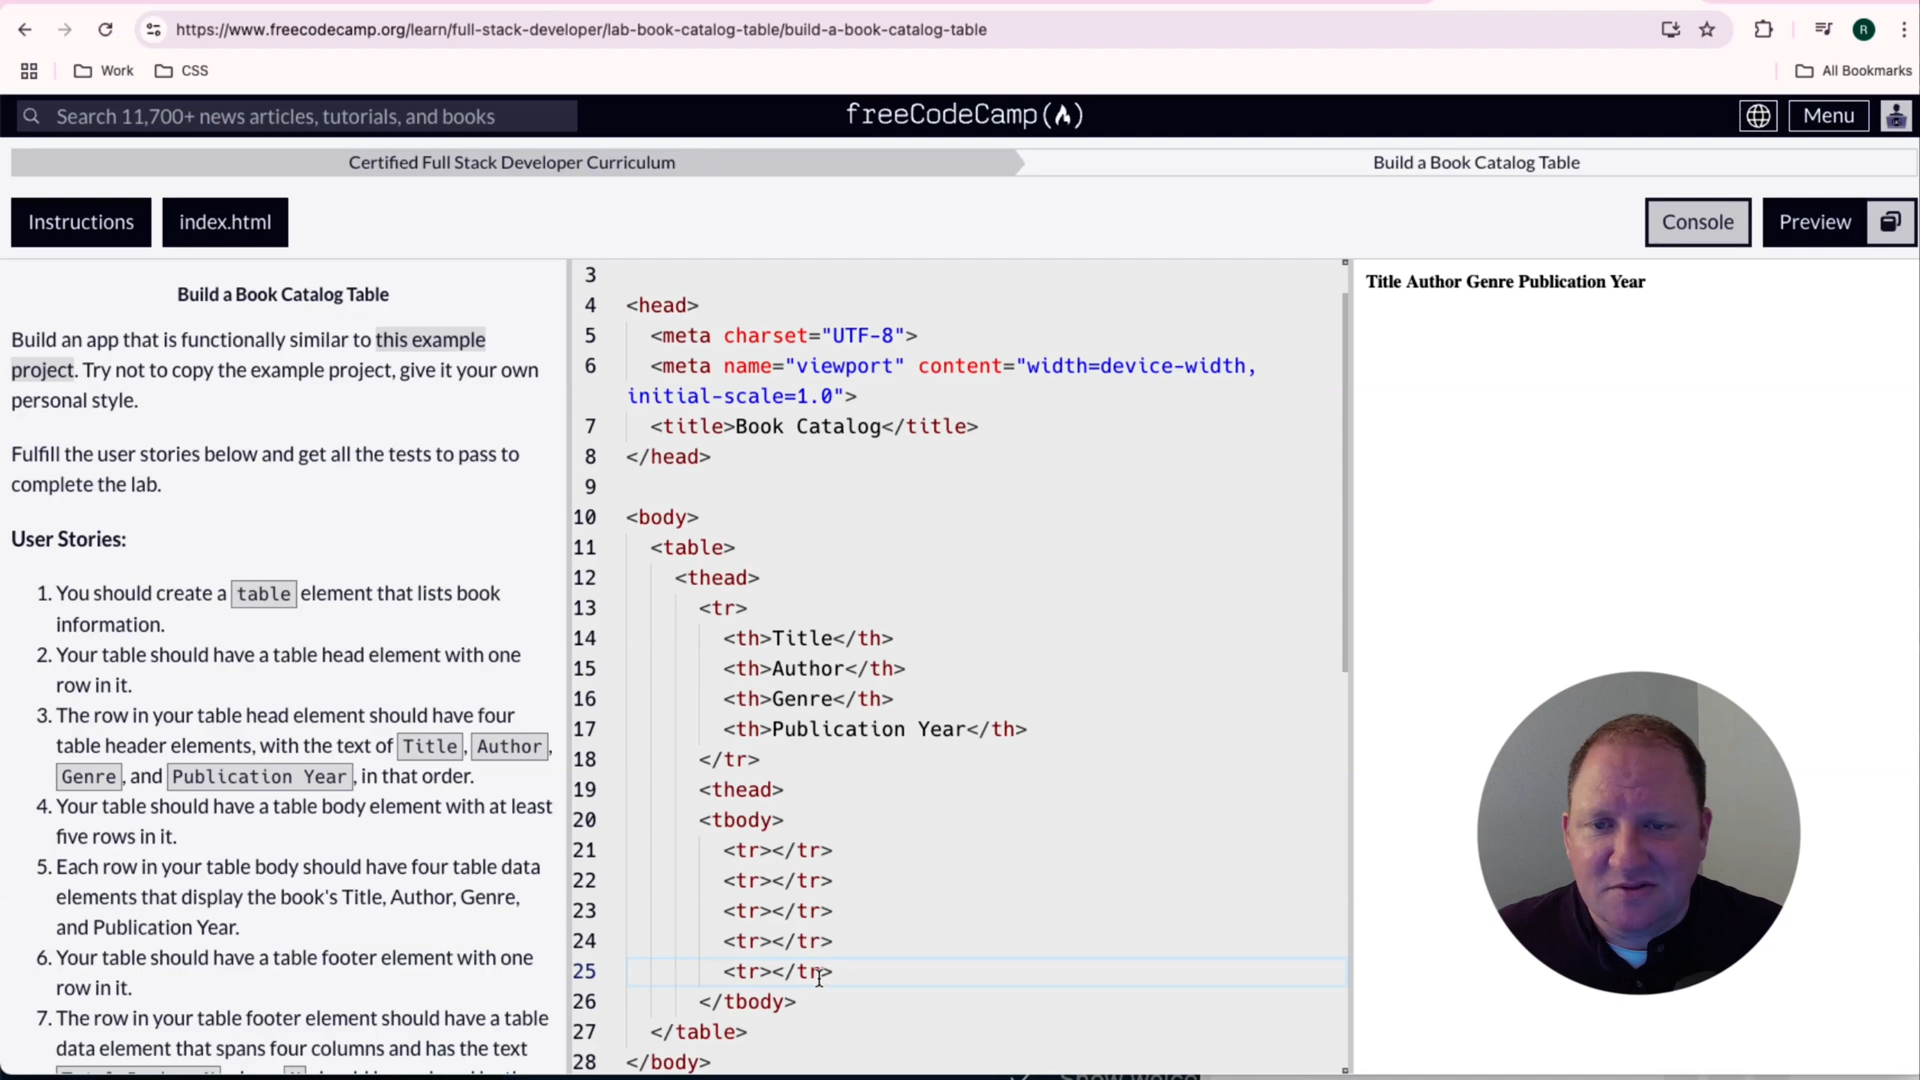 https://www.freecodecamp.org/learn/full-stack-developer/lab-book-catalog-table/build-a-book-catalog-table
R
Work
CSS
All Bookmarks
Search 11,700+ news articles, tutorials, and books
freeCodeCamp
Menu
Certified Full Stack Developer Curriculum
Build a Book Catalog Table
Instructions
index.html
Console
Preview
Build a Book Catalog Table
Build an app that is functionally similar to this example
project. Try not to copy the example project, give it your own
personal style.
Fulfill the user stories below and get all the tests to pass to
complete the lab.
User Stories:
1. You should create a table element that lists book
information.
2. Your table should have a table head element with one
row in it.
3. The row in your table head element should have four
table header elements, with the text of Title, Author,
Genre, and Publication Year, in that order.
4. Your table should have a table body element with at least
five rows in it.
5. Each row in your table body should have four table data
elements that display the book's Title, Author, Genre,
and Publication Year.
6. Your table should have a table footer element with one
row in it.
7. The row in your table footer element should have a table
data element that spans four columns and has the text
3
4 <head>
5 <meta charset="UTF-8">
6 <meta name="viewport" content="width=device-width,
initial-scale=1.0">
7 <title>Book Catalog</title>
8 </head>
9
10 <body>
11 <table>
12 <thead>
13 <tr>
14 <th>Title</th>
15 <th>Author</th>
16 <th>Genre</th>
17 <th>Publication Year</th>
18 </tr>
19 <thead>
20 <tbody>
21 <tr></tr>
22 <tr></tr>
23 <tr></tr>
24 <tr></tr>
25 <tr></tr>
26 </tbody>
27 </table>
28 </body>
Title Author Genre Publication Year